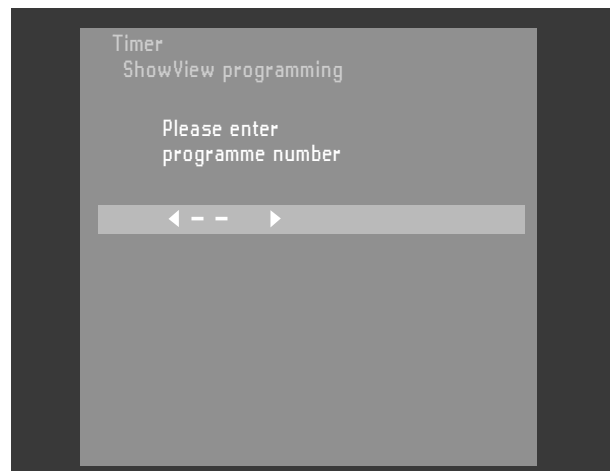 Timer
ShowView programming
Please enter
programme number
◀ – – ▶